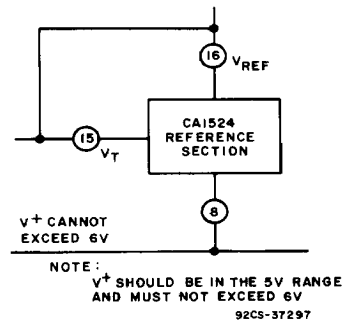 16
VREF
CA1524
REFERENCE
SECTION
15
VT
8
V+ CANNOT
EXCEED 6V
NOTE:
V+ SHOULD BE IN THE 5V RANGE
AND MUST NOT EXCEED 6V
92CS-37297